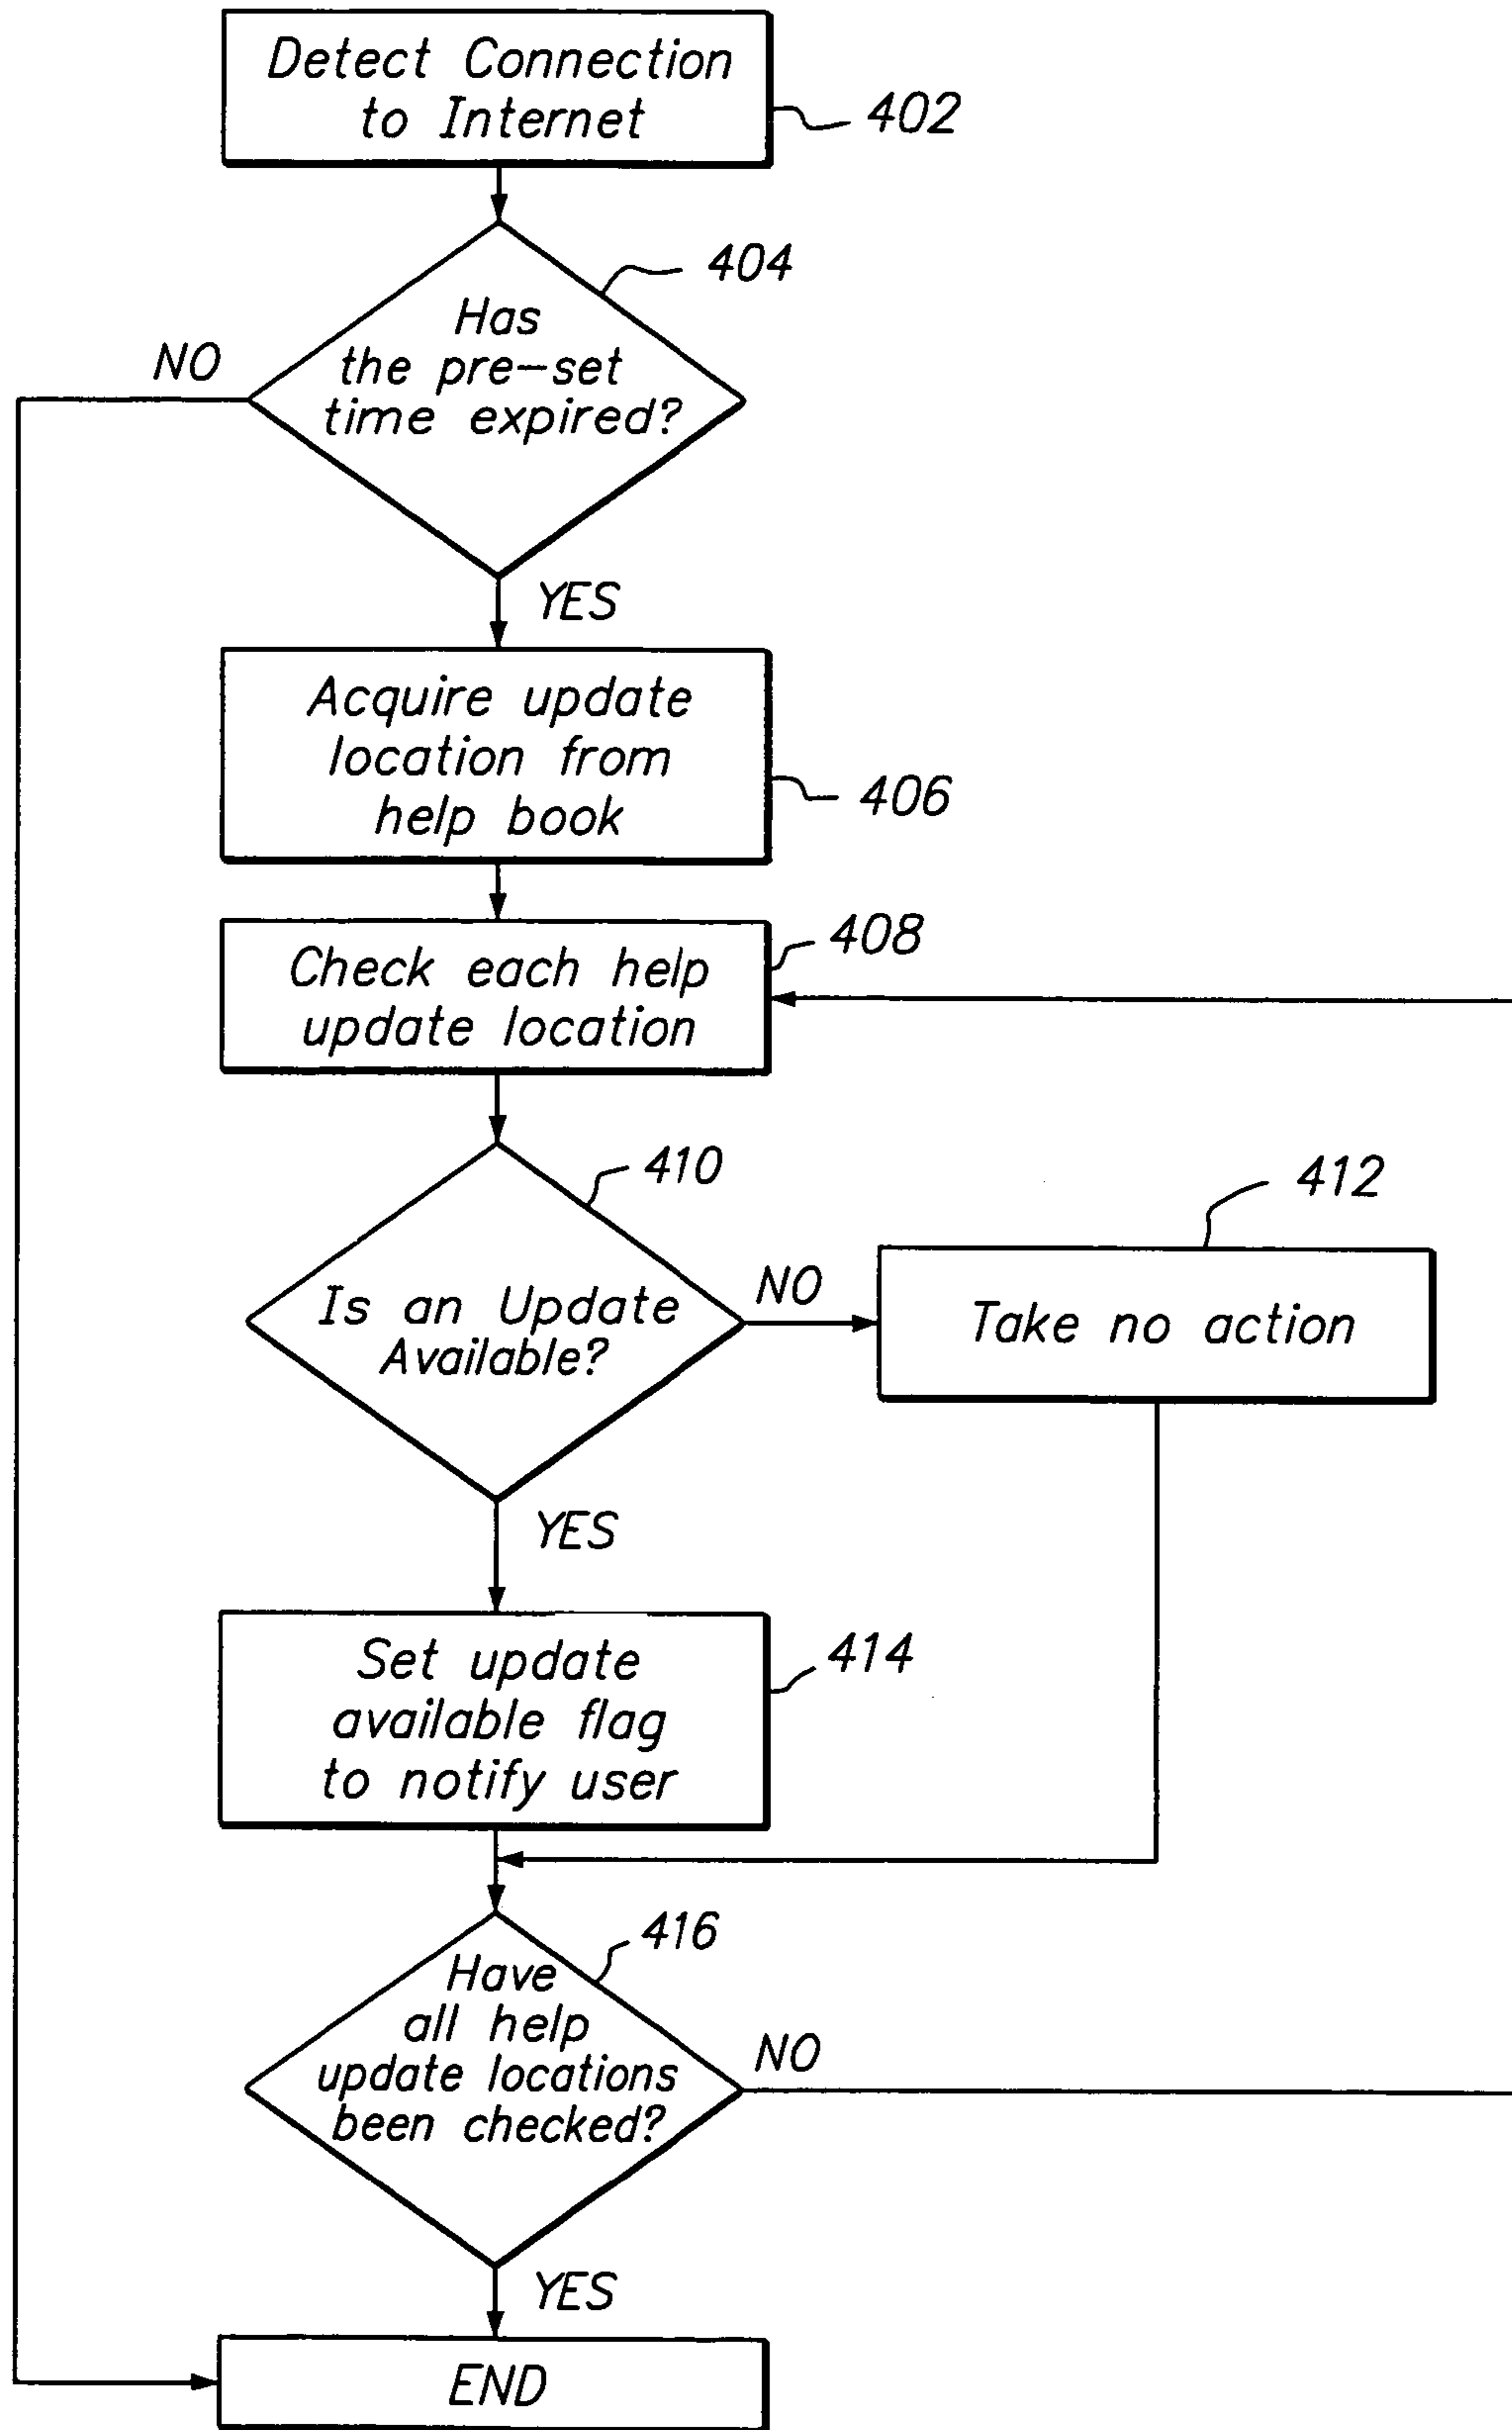 Detect Connection
to Internet
402
404
Has
the pre-set
time expired?
NO
YES
Acquire update
location from
help book
406
408
Check each help
update location
410
412
Is an Update
Available?
NO
Take no action
YES
Set update
available flag
to notify user
414
416
Have
all help
update locations
been checked?
NO
YES
END